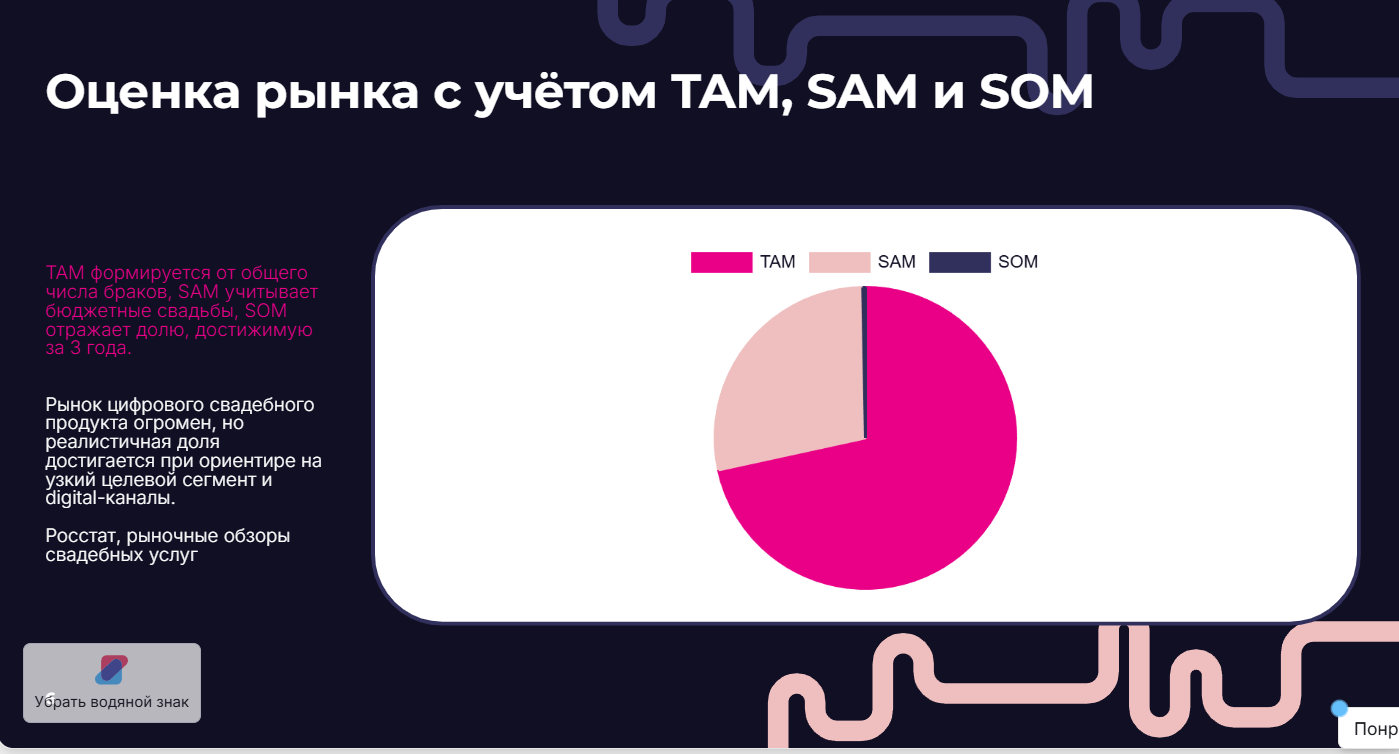 Оценка рынка с учётом TAM, SAM и SOM
TAM
SAM
SOM
TAM формируется от общего
числа браков, SAM учитывает
бюджетные свадьбы, SOM
отражает долю, достижимую
за 3 года.
Рынок цифрового свадебного
продукта огромен, но
реалистичная доля
достигается при ориентире на
узкий целевой сегмент и
digital-каналы.
Росстат, рыночные обзоры
свадебных услуг
Убрать водяной знак
Понр